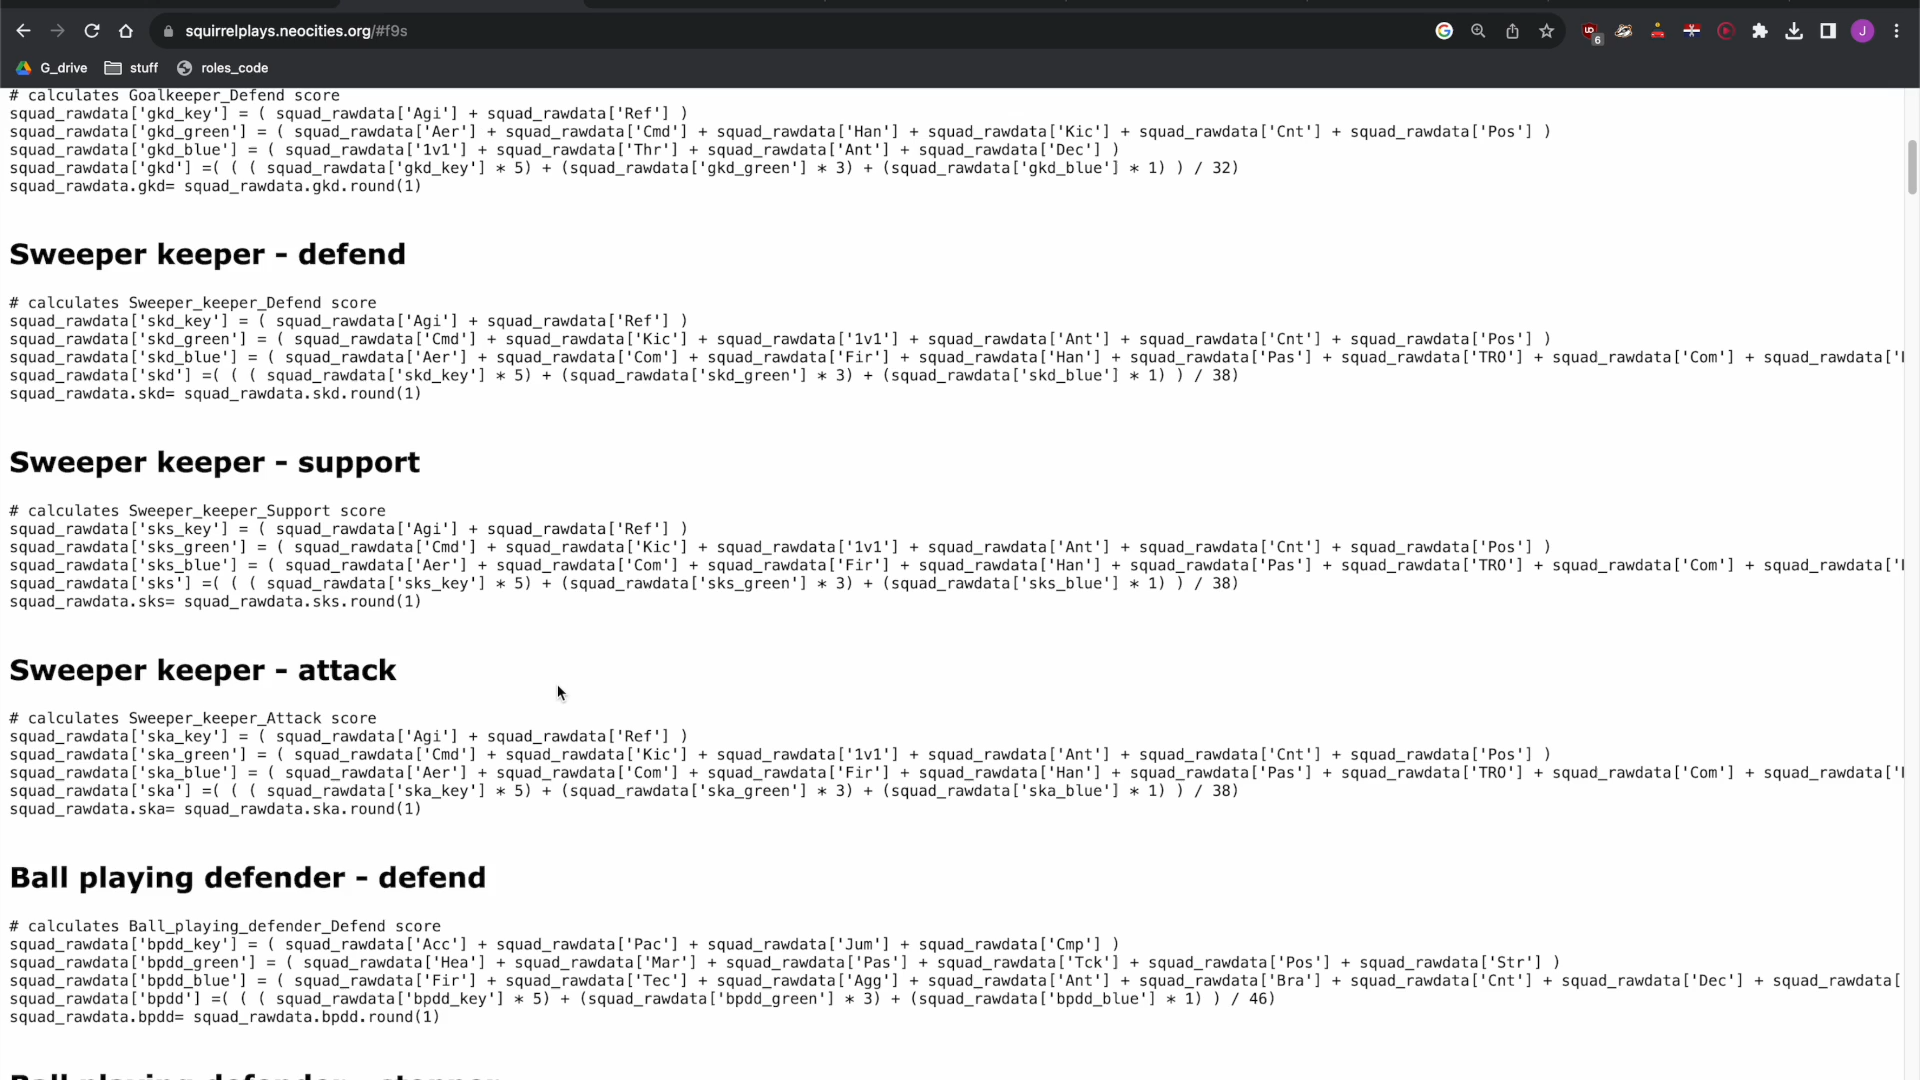 squirrelplays.neocities.org/#f9s
6
J
G_drive
stuff
roles_code
# calculates Goalkeeper_Defend score
squad_rawdata['gkd_key'] = ( squad_rawdata['Agi'] + squad_rawdata['Ref'] )
squad_rawdata['gkd_green'] = ( squad_rawdata['Aer'] + squad_rawdata['Cmd'] + squad_rawdata['Han'] + squad_rawdata['Kic'] + squad_rawdata['Cnt'] + squad_rawdata['Pos'] )
squad_rawdata['gkd_blue'] = ( squad_rawdata['1v1'] + squad_rawdata['Thr'] + squad_rawdata['Ant'] + squad_rawdata['Dec'] )
squad_rawdata['gkd'] =( ( ( squad_rawdata['gkd_key'] * 5) + (squad_rawdata['gkd_green'] * 3) + (squad_rawdata['gkd_blue'] * 1) ) / 32)
squad_rawdata.gkd= squad_rawdata.gkd.round(1)
Sweeper keeper - defend
# calculates Sweeper_keeper_Defend score
squad_rawdata['skd_key'] = ( squad_rawdata['Agi'] + squad_rawdata['Ref'] )
squad_rawdata['skd_green'] = ( squad_rawdata['Cmd'] + squad_rawdata['Kic'] + squad_rawdata['1v1'] + squad_rawdata['Ant'] + squad_rawdata['Cnt'] + squad_rawdata['Pos'] )
squad_rawdata['skd_blue'] = ( squad_rawdata['Aer'] + squad_rawdata['Com'] + squad_rawdata['Fir'] + squad_rawdata['Han'] + squad_rawdata['Pas'] + squad_rawdata['TRO'] + squad_rawdata['Com'] + squad_rawdata['
squad_rawdata['skd'] =( ( ( squad_rawdata['skd_key'] * 5) + (squad_rawdata['skd_green'] * 3) + (squad_rawdata['skd_blue'] * 1) ) / 38)
squad_rawdata.skd= squad_rawdata.skd.round(1)
Sweeper keeper - support
# calculates Sweeper_keeper_Support score
squad_rawdata['sks_key'] = ( squad_rawdata['Agi'] + squad_rawdata['Ref'] )
squad_rawdata['sks_green'] = ( squad_rawdata['Cmd'] + squad_rawdata['Kic'] + squad_rawdata['1v1'] + squad_rawdata['Ant'] + squad_rawdata['Cnt'] + squad_rawdata['Pos'] )
squad_rawdata['sks_blue'] = ( squad_rawdata['Aer'] + squad_rawdata['Com'] + squad_rawdata['Fir'] + squad_rawdata['Han'] + squad_rawdata['Pas'] + squad_rawdata['TRO'] + squad_rawdata['Com'] + squad_rawdata['
squad_rawdata['sks'] =( ( ( squad_rawdata['sks_key'] * 5) + (squad_rawdata['sks_green'] * 3) + (squad_rawdata['sks_blue'] * 1) ) / 38)
squad_rawdata.sks= squad_rawdata.sks.round(1)
Sweeper keeper - attack
# calculates Sweeper_keeper_Attack score
squad_rawdata['ska_key'] = ( squad_rawdata['Agi'] + squad_rawdata['Ref'] )
squad_rawdata['ska_green'] = ( squad_rawdata['Cmd'] + squad_rawdata['Kic'] + squad_rawdata['1v1'] + squad_rawdata['Ant'] + squad_rawdata['Cnt'] + squad_rawdata['Pos'] )
squad_rawdata['ska_blue'] = ( squad_rawdata['Aer'] + squad_rawdata['Com'] + squad_rawdata['Fir'] + squad_rawdata['Han'] + squad_rawdata['Pas'] + squad_rawdata['TRO'] + squad_rawdata['Com'] + squad_rawdata['
squad_rawdata['ska'] =( ( ( squad_rawdata['ska_key'] * 5) + (squad_rawdata['ska_green'] * 3) + (squad_rawdata['ska_blue'] * 1) ) / 38)
squad_rawdata.ska= squad_rawdata.ska.round(1)
Ball playing defender - defend
# calculates Ball_playing_defender_Defend score
squad_rawdata['bpdd_key'] = ( squad_rawdata['Acc'] + squad_rawdata['Pac'] + squad_rawdata['Jum'] + squad_rawdata['Cmp'] )
squad_rawdata['bpdd_green'] = ( squad_rawdata['Hea'] + squad_rawdata['Mar'] + squad_rawdata['Pas'] + squad_rawdata['Tck'] + squad_rawdata['Pos'] + squad_rawdata['Str'] )
squad_rawdata['bpdd_blue'] = ( squad_rawdata['Fir'] + squad_rawdata['Tec'] + squad_rawdata['Agg'] + squad_rawdata['Ant'] + squad_rawdata['Bra'] + squad_rawdata['Cnt'] + squad_rawdata['Dec'] + squad_rawdata[
squad_rawdata['bpdd'] =( ( ( squad_rawdata['bpdd_key'] * 5) + (squad_rawdata['bpdd_green'] * 3) + (squad_rawdata['bpdd_blue'] * 1) ) / 46)
squad_rawdata.bpdd= squad_rawdata.bpdd.round(1)
Ball playing defender - stopper